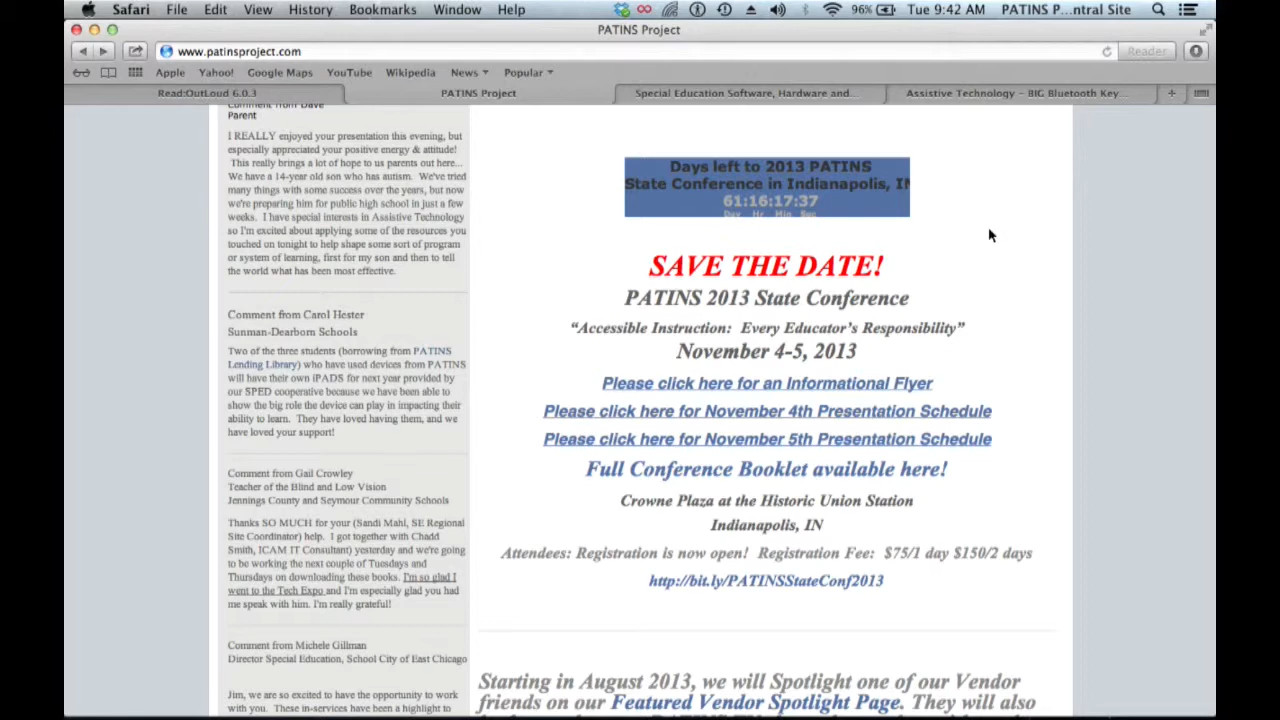 Safari File Edit View History Bookmarks Window Help 96% Tue 9:42 AM PATINS P...ntral Site
PATINS Project
www.patinsproject.com Reader
Apple Yahoo! Google Maps YouTube Wikipedia News Popular
Read:OutLoud 6.0.3 PATINS Project Special Education Software, Hardware and... Assistive Technology – BIG Bluetooth Key...
Comment from Dave
Parent
I REALLY enjoyed your presentation this evening, but
especially appreciated your positive energy & attitude!
This really brings a lot of hope to us parents out here...
We have a 14-year old son who has autism. We've tried
many things with some success over the years, but now
we're preparing him for public high school in just a few
weeks. I have special interests in Assistive Technology
so I'm excited about applying some of the resources you
touched on tonight to help shape some sort of program
or system of learning, first for my son and then to tell
the world what has been most effective.
Comment from Carol Hester
Sunman-Dearborn Schools
Two of the three students (borrowing from PATINS
Lending Library) who have used devices from PATINS
will have their own iPADS for next year provided by
our SPED cooperative because we have been able to
show the big role the device can play in impacting their
ability to learn. They have loved having them, and we
have loved your support!
Comment from Gail Crowley
Teacher of the Blind and Low Vision
Jennings County and Seymour Community Schools
Thanks SO MUCH for your (Sandi Mahl, SE Regional
Site Coordinator) help. I got together with Chadd
Smith, ICAM IT Consultant) yesterday and we're going
to be working the next couple of Tuesdays and
Thursdays on downloading these books. I'm so glad I
went to the Tech Expo and I'm especially glad you had
me speak with him. I'm really grateful!
Comment from Michele Gillman
Director Special Education, School City of East Chicago
Jim, we are so excited to have the opportunity to work
with you. These in-services have been a highlight to
Days left to 2013 PATINS
State Conference in Indianapolis, IN
61:16:17:37
Day Hr Min Sec
SAVE THE DATE!
PATINS 2013 State Conference
“Accessible Instruction: Every Educator’s Responsibility”
November 4-5, 2013
Please click here for an Informational Flyer
Please click here for November 4th Presentation Schedule
Please click here for November 5th Presentation Schedule
Full Conference Booklet available here!
Crowne Plaza at the Historic Union Station
Indianapolis, IN
Attendees: Registration is now open! Registration Fee: $75/1 day $150/2 days
http://bit.ly/PATINSStateConf2013
Starting in August 2013, we will Spotlight one of our Vendor
friends on our Featured Vendor Spotlight Page. They will also